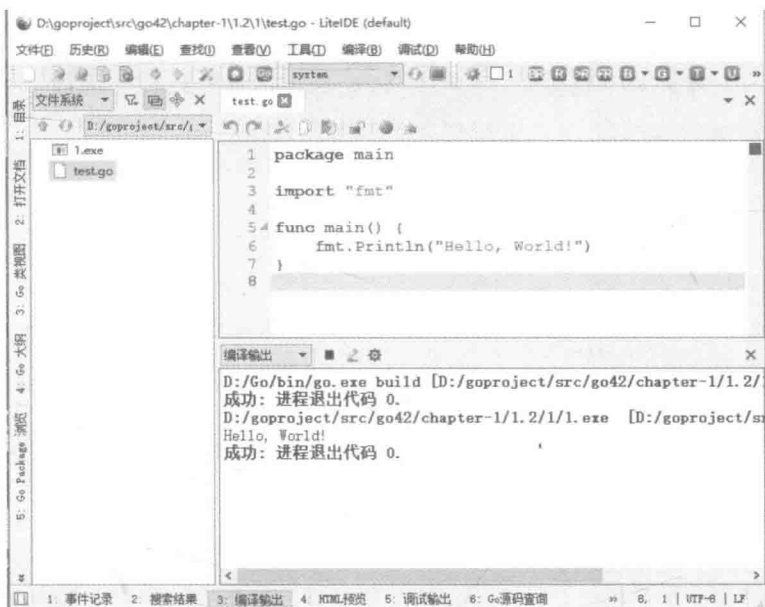 D:\goproject\src\go42\chapter-1\1.2\1\test.go - LiteIDE (default)
文件(F) 历史(R) 编辑(E) 查找(I) 查看(V) 工具(T) 编译(B) 调试(D) 帮助(H)
system
1
BR R SR FR B G T U »
文件系统
test.go
D:/goproject/src/
1.exe
test.go
1: 目录
2: 打开文档
3: Go 类视图
4: Go 大纲
5: Go Package 浏览
1 package main
2
3 import "fmt"
4
5 func main() {
6 fmt.Println("Hello, World!")
7 }
8
编译输出
D:/Go/bin/go.exe build [D:/goproject/src/go42/chapter-1/1.2/
成功: 进程退出代码 0.
D:/goproject/src/go42/chapter-1/1.2/1/1.exe [D:/goproject/s
Hello, World!
成功: 进程退出代码 0.
1: 事件记录 2: 搜索结果 3: 编译输出 4: HTML预览 5: 调试输出 6: Go源码查询 » 8, 1 | UTF-8 | LF